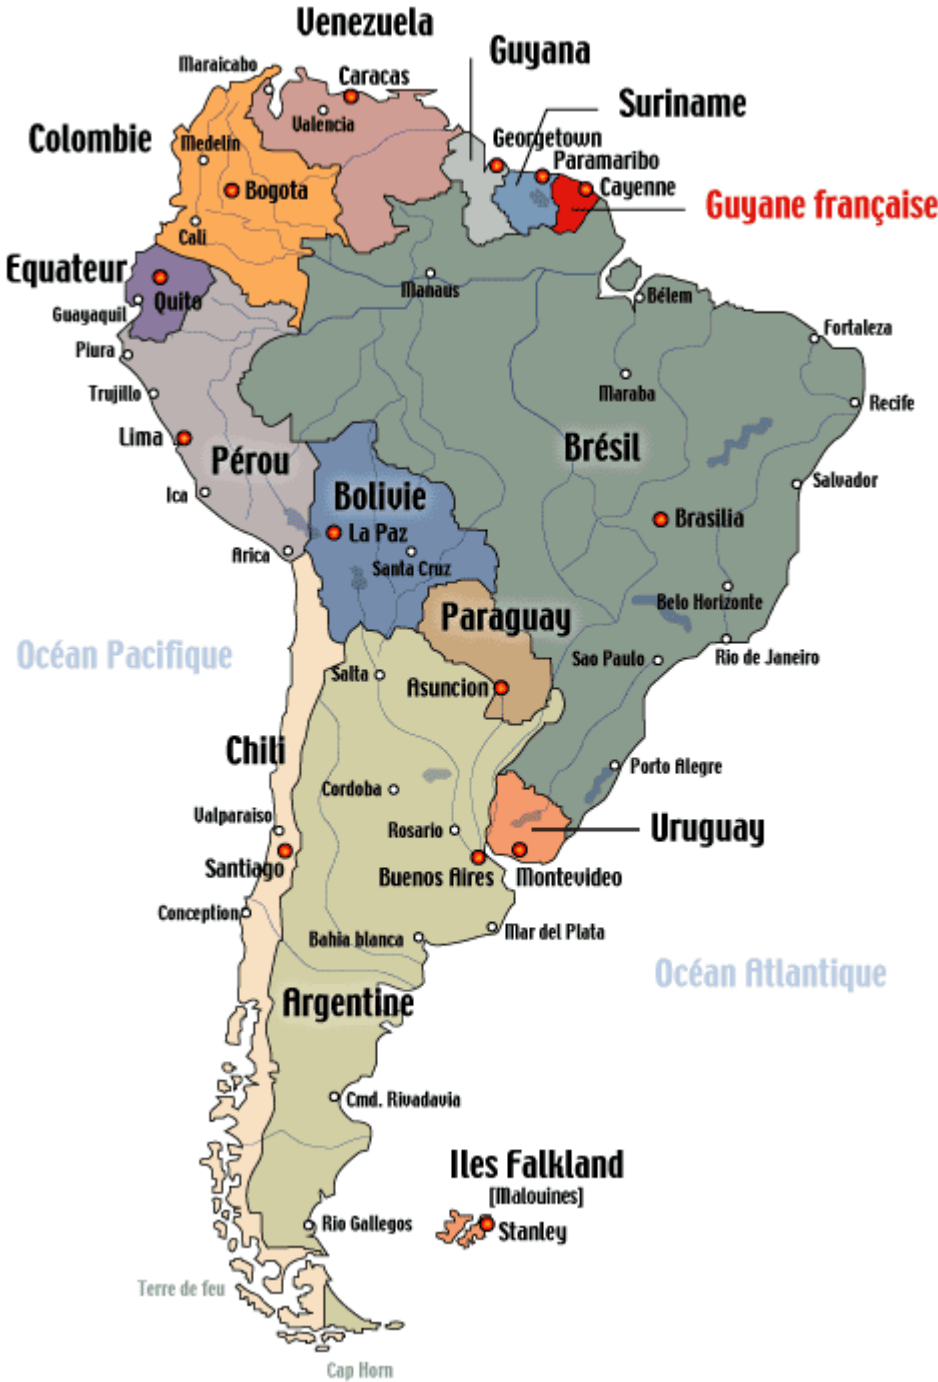 Venezuela
Guyana
Maraicabo
Caracas
Suriname
Valencia
Colombie
Medelin
Georgetown
Paramaribo
Bogota
Cayenne
Guyane française
Cali
Equateur
Quito
Manaus
Bélem
Guayaquil
Fortaleza
Piura
Trujillo
Maraba
Recife
Lima
Pérou
Brésil
Salvador
Ica
Bolivie
Brasilia
La Paz
Arica
Santa Cruz
Belo Horizonte
Paraguay
Océan Pacifique
Sao Paulo
Rio de Janeiro
Salta
Asuncion
Chili
Porto Alegre
Cordoba
Valparaiso
Rosario
Uruguay
Santiago
Buenos Aires
Montevideo
Conception
Bahia blanca
Mar del Plata
Océan Atlantique
Argentine
Cmd. Rivadavia
Iles Falkland
[Malouines]
Rio Gallegos
Stanley
Terre de feu
Cap Horn